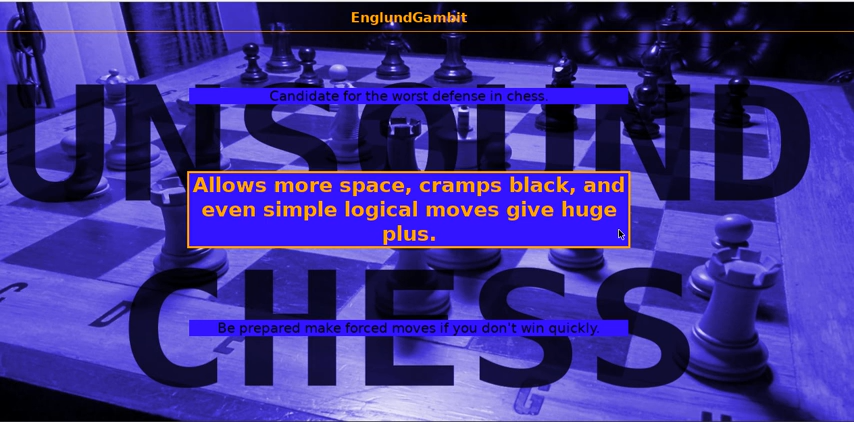 EnglundGambit
UNSOUND
Candidate for the worst defense in chess.
Allows more space, cramps black, and
even simple logical moves give huge
plus.
CHESS
Be prepared make forced moves if you don't win quickly.
D
E
G
H